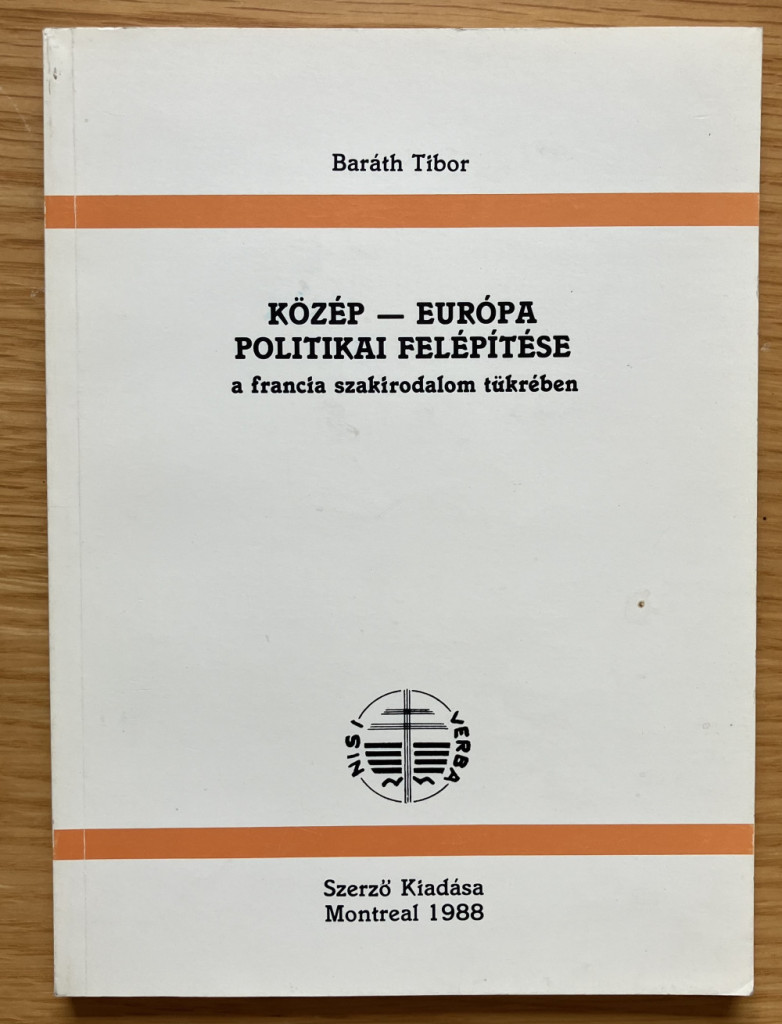 Baráth Tibor
KÖZÉP — EURÓPA
POLITIKAI FELÉPÍTÉSE
a francia szakirodalom tükrében
NISI VERBA
Szerző Kiadása
Montreal 1988